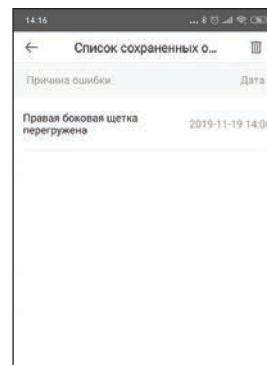 14:16
Список сохраненных о...
Причина ошибки Дата
Правая боковая щетка
перегружена
2019-11-19 14:0